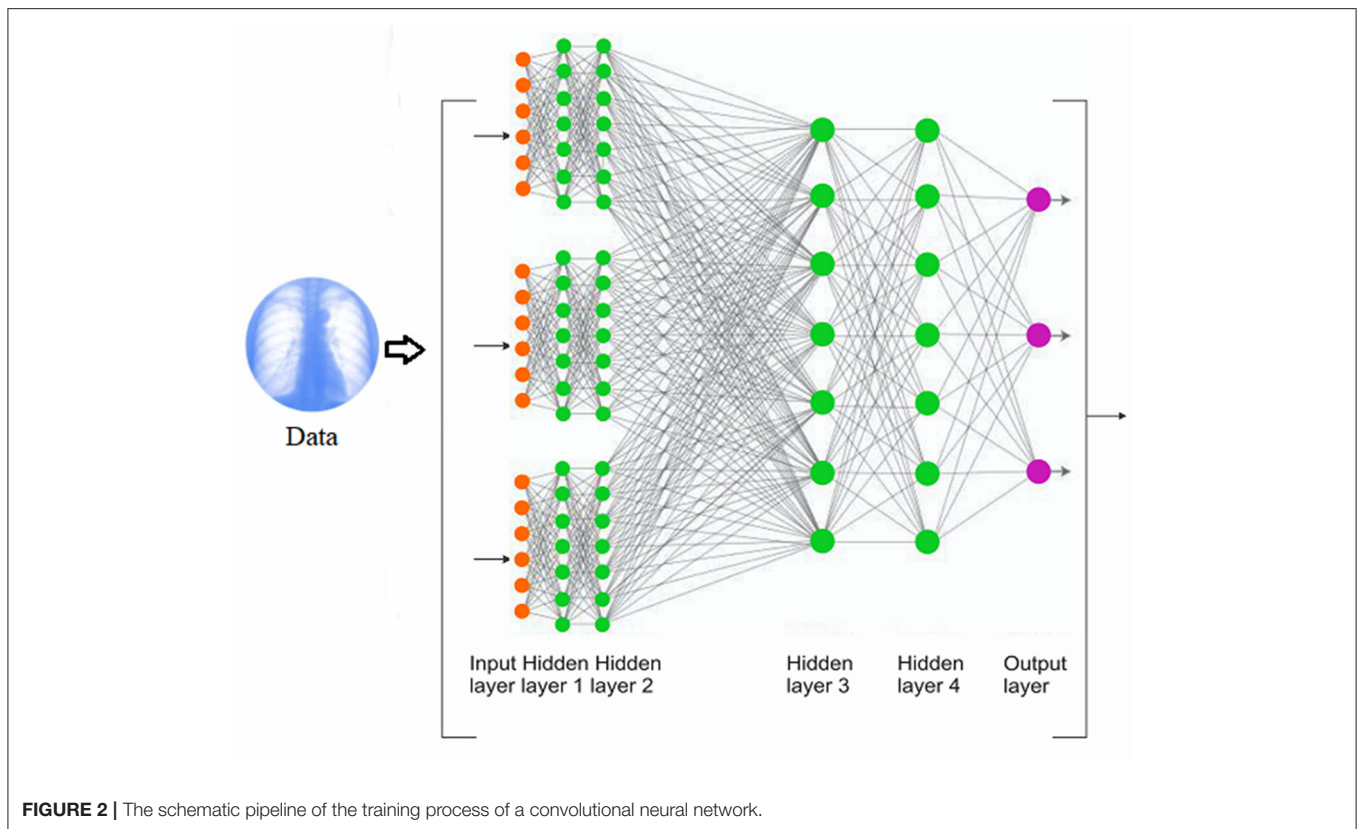 Data
Input Hidden Hidden
layer layer 1 layer 2
Hidden
layer 3
Hidden
layer 4
Output
layer
FIGURE 2 | The schematic pipeline of the training process of a convolutional neural network.